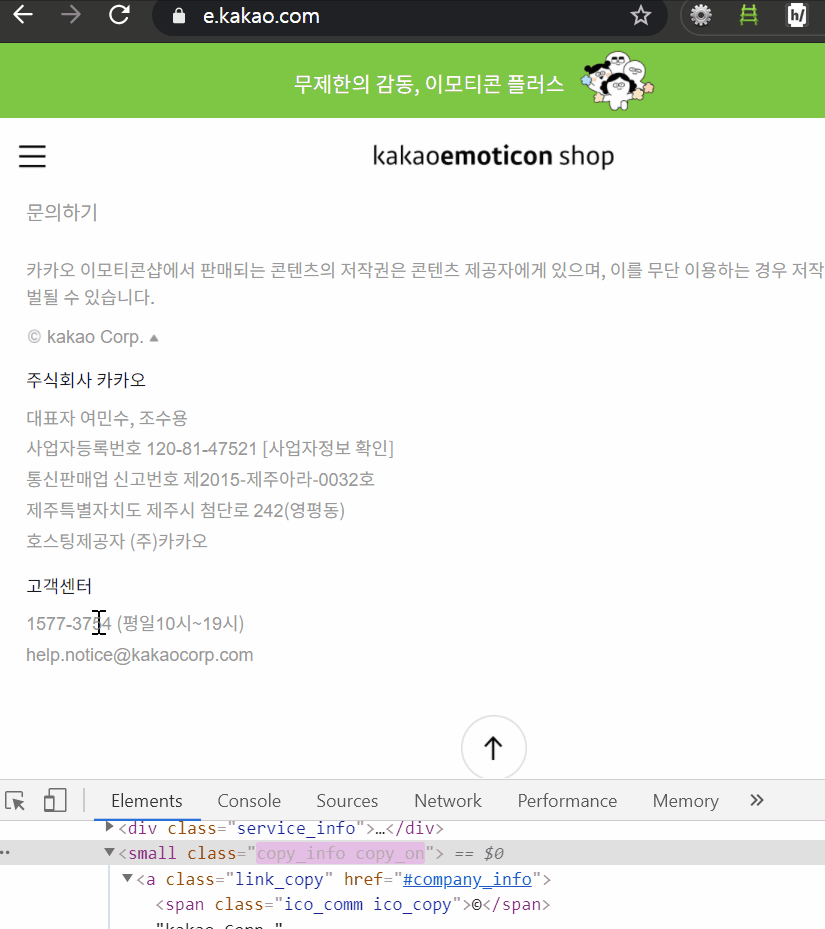 e.kakao.com
h/
무제한의 감동, 이모티콘 플러스
kakaoemoticon shop
문의하기
카카오 이모티콘샵에서 판매되는 콘텐츠의 저작권은 콘텐츠 제공자에게 있으며, 이를 무단 이용하는 경우 저작
벌될 수 있습니다.
© kakao Corp. ▲
주식회사 카카오
대표자 여민수, 조수용
사업자등록번호 120-81-47521 [사업자정보 확인]
통신판매업 신고번호 제2015-제주아라-0032호
제주특별자치도 제주시 첨단로 242(영평동)
호스팅제공자 (주)카카오
고객센터
1577-3754 (평일10시~19시)
help.notice@kakaocorp.com
Elements Console Sources Network Performance Memory »
▶<div class="service_info">…</div>
▼<small class="copy_info copy_on"> == $0
▼<a class="link_copy" href="#company_info">
<span class="ico_comm ico_copy">©</span>
"kakao Corp."